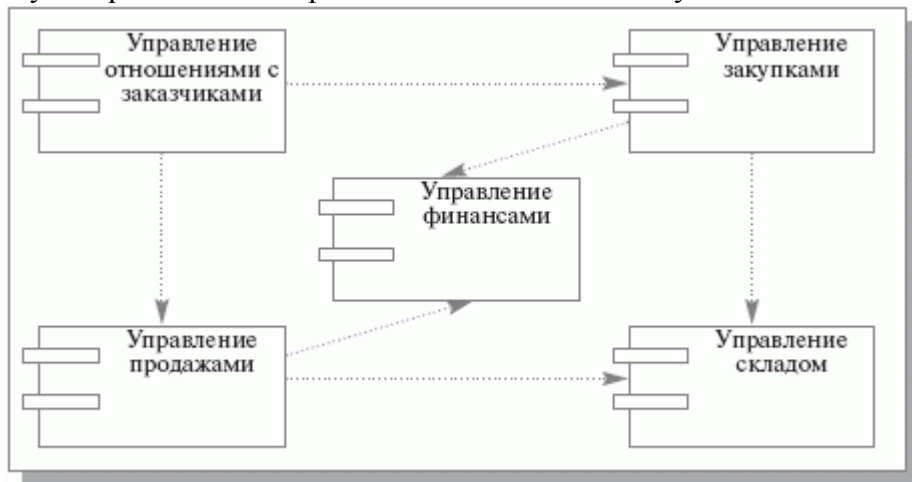 Управление
отношениями с
заказчиками
Управление
закупками
Управление
финансами
Управление
продажами
Управление
складом